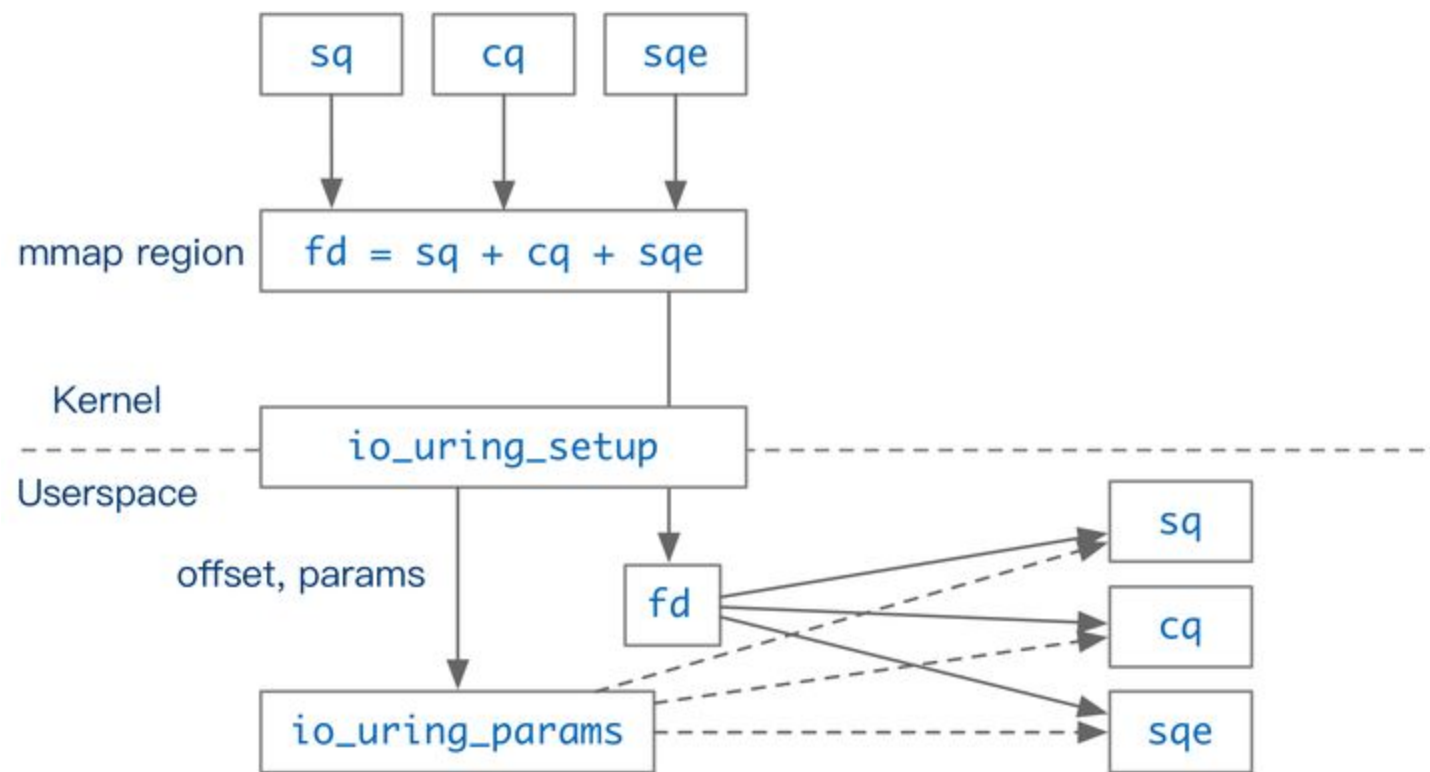 sq
cq
sqe
mmap region
fd = sq + cq + sqe
Kernel
io_uring_setup
Userspace
sq
offset, params
fd
cq
io_uring_params
sqe